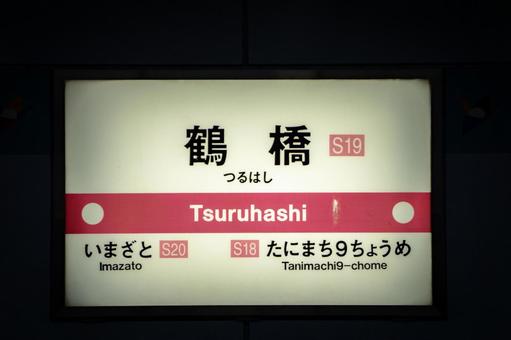 鶴 橋 S19
つるはし
Tsuruhashi
いまざと S20 S18 たにまち9ちょうめ
Imazato Tanimachi9-chome